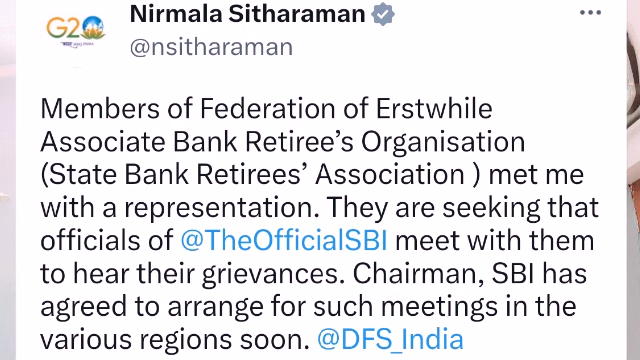 G20
Nirmala Sitharaman
@nsitharaman
Members of Federation of Erstwhile
Associate Bank Retiree’s Organisation
(State Bank Retirees’ Association ) met me
with a representation. They are seeking that
officials of @TheOfficialSBI meet with them
to hear their grievances. Chairman, SBI has
agreed to arrange for such meetings in the
various regions soon. @DFS_India